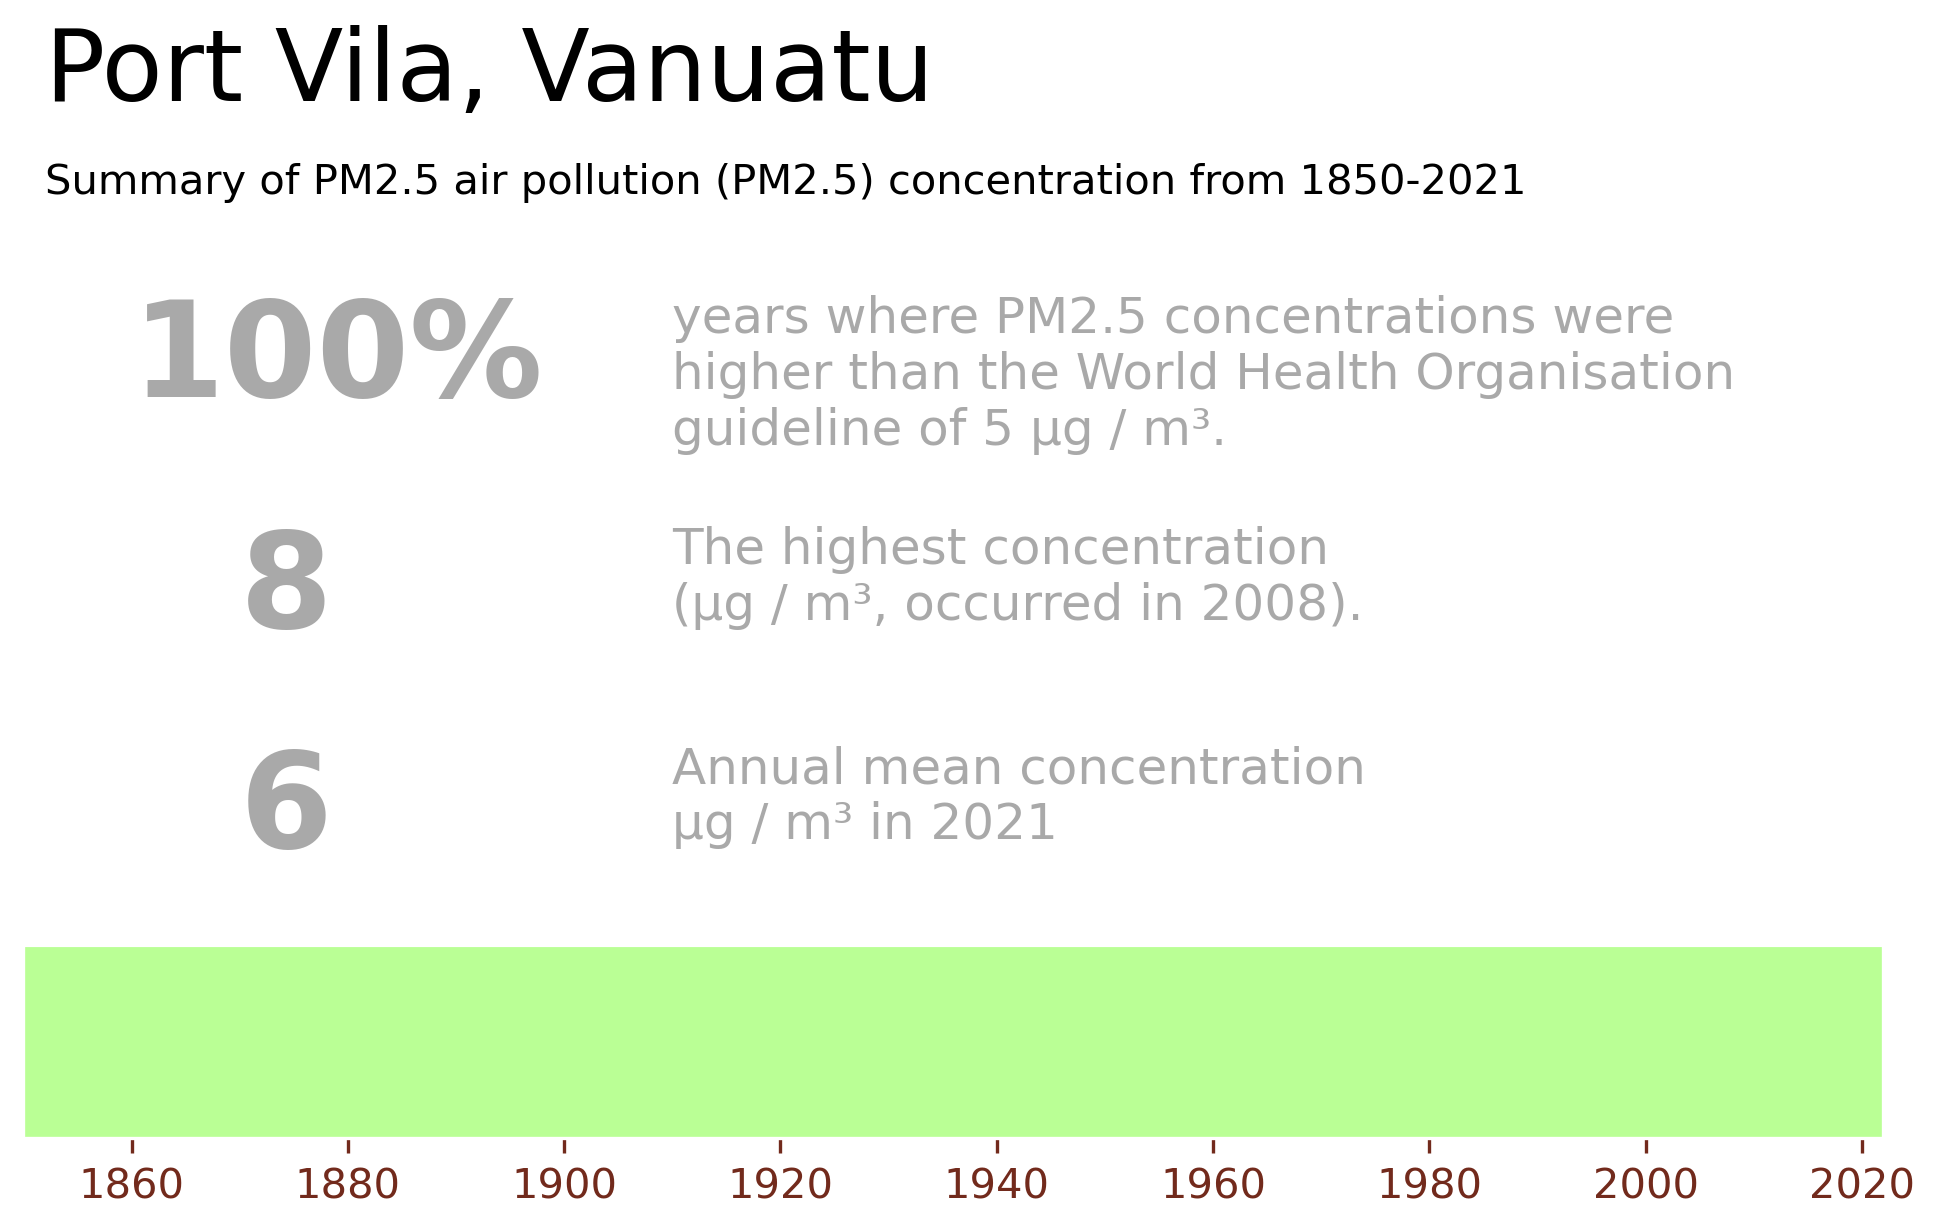 Port Vila, Vanuatu
Summary of PM2.5 air pollution (PM2.5) concentration from 1850-2021
100%
years where PM2.5 concentrations were
higher than the World Health Organisation
guideline of 5 μg / m³.
8
The highest concentration
(μg / m³, occurred in 2008).
6
Annual mean concentration
μg / m³ in 2021
1860 1880 1900 1920 1940 1960 1980 2000 2020